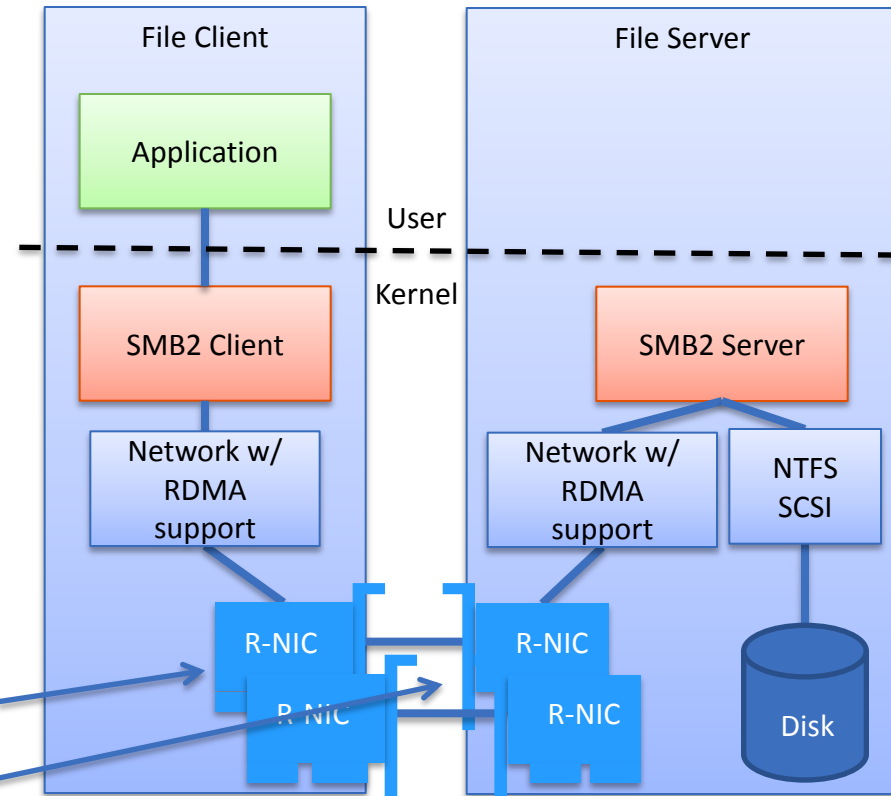 File Client
File Server
Application
User
Kernel
SMB2 Client
SMB2 Server
Network w/
RDMA
support
Network w/
RDMA
support
NTFS
SCSI
R-NIC
R-NIC
R-NIC
R-NIC
Disk